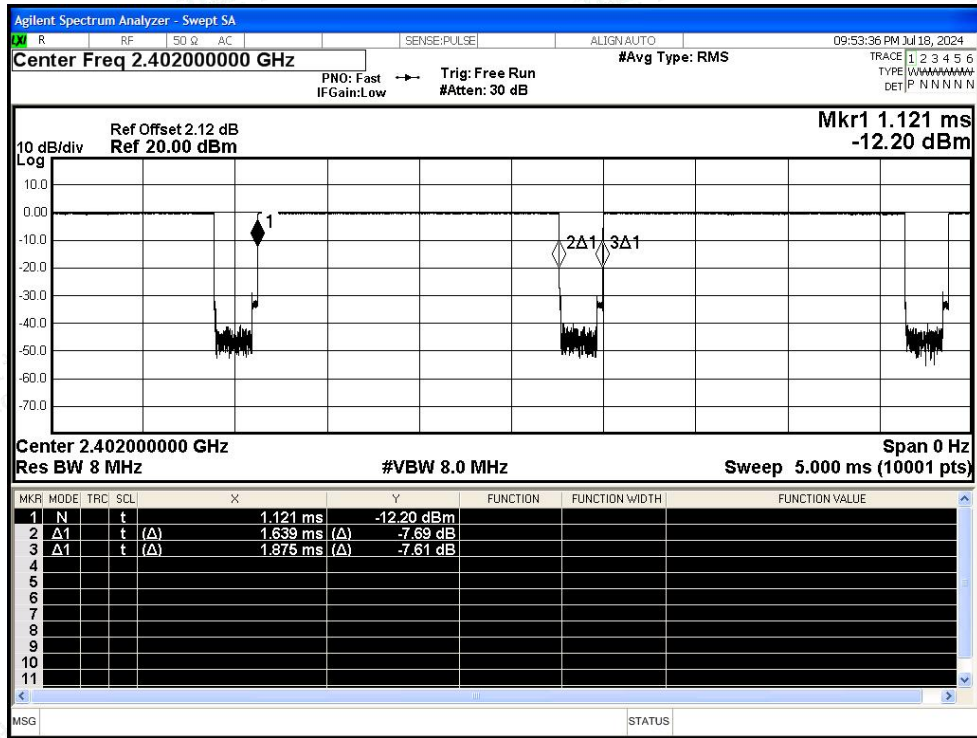 Agilent Spectrum Analyzer - Swept SA
LXI R RF 50 Ω AC SENSE:PULSE ALIGN AUTO 09:53:36 PM Jul 18, 2024
Center Freq 2.402000000 GHz #Avg Type: RMS TRACE 1 2 3 4 5 6
PNO: Fast Trig: Free Run TYPE WWWWWW
IFGain:Low #Atten: 30 dB DET P N N N N N
Mkr1 1.121 ms
Ref Offset 2.12 dB -12.20 dBm
10 dB/div Ref 20.00 dBm
Log
10.0
0.00
1
-10.0
2Δ1 3Δ1
-20.0
-30.0
-40.0
-50.0
-60.0
-70.0
Center 2.402000000 GHz Span 0 Hz
Res BW 8 MHz #VBW 8.0 MHz Sweep 5.000 ms (10001 pts)
MKR MODE TRC SCL X Y FUNCTION FUNCTION WIDTH FUNCTION VALUE
1 N t 1.121 ms -12.20 dBm
2 Δ1 t (Δ) 1.639 ms (Δ) -7.69 dB
3 Δ1 t (Δ) 1.875 ms (Δ) -7.61 dB
4
5
6
7
8
9
10
11
MSG STATUS